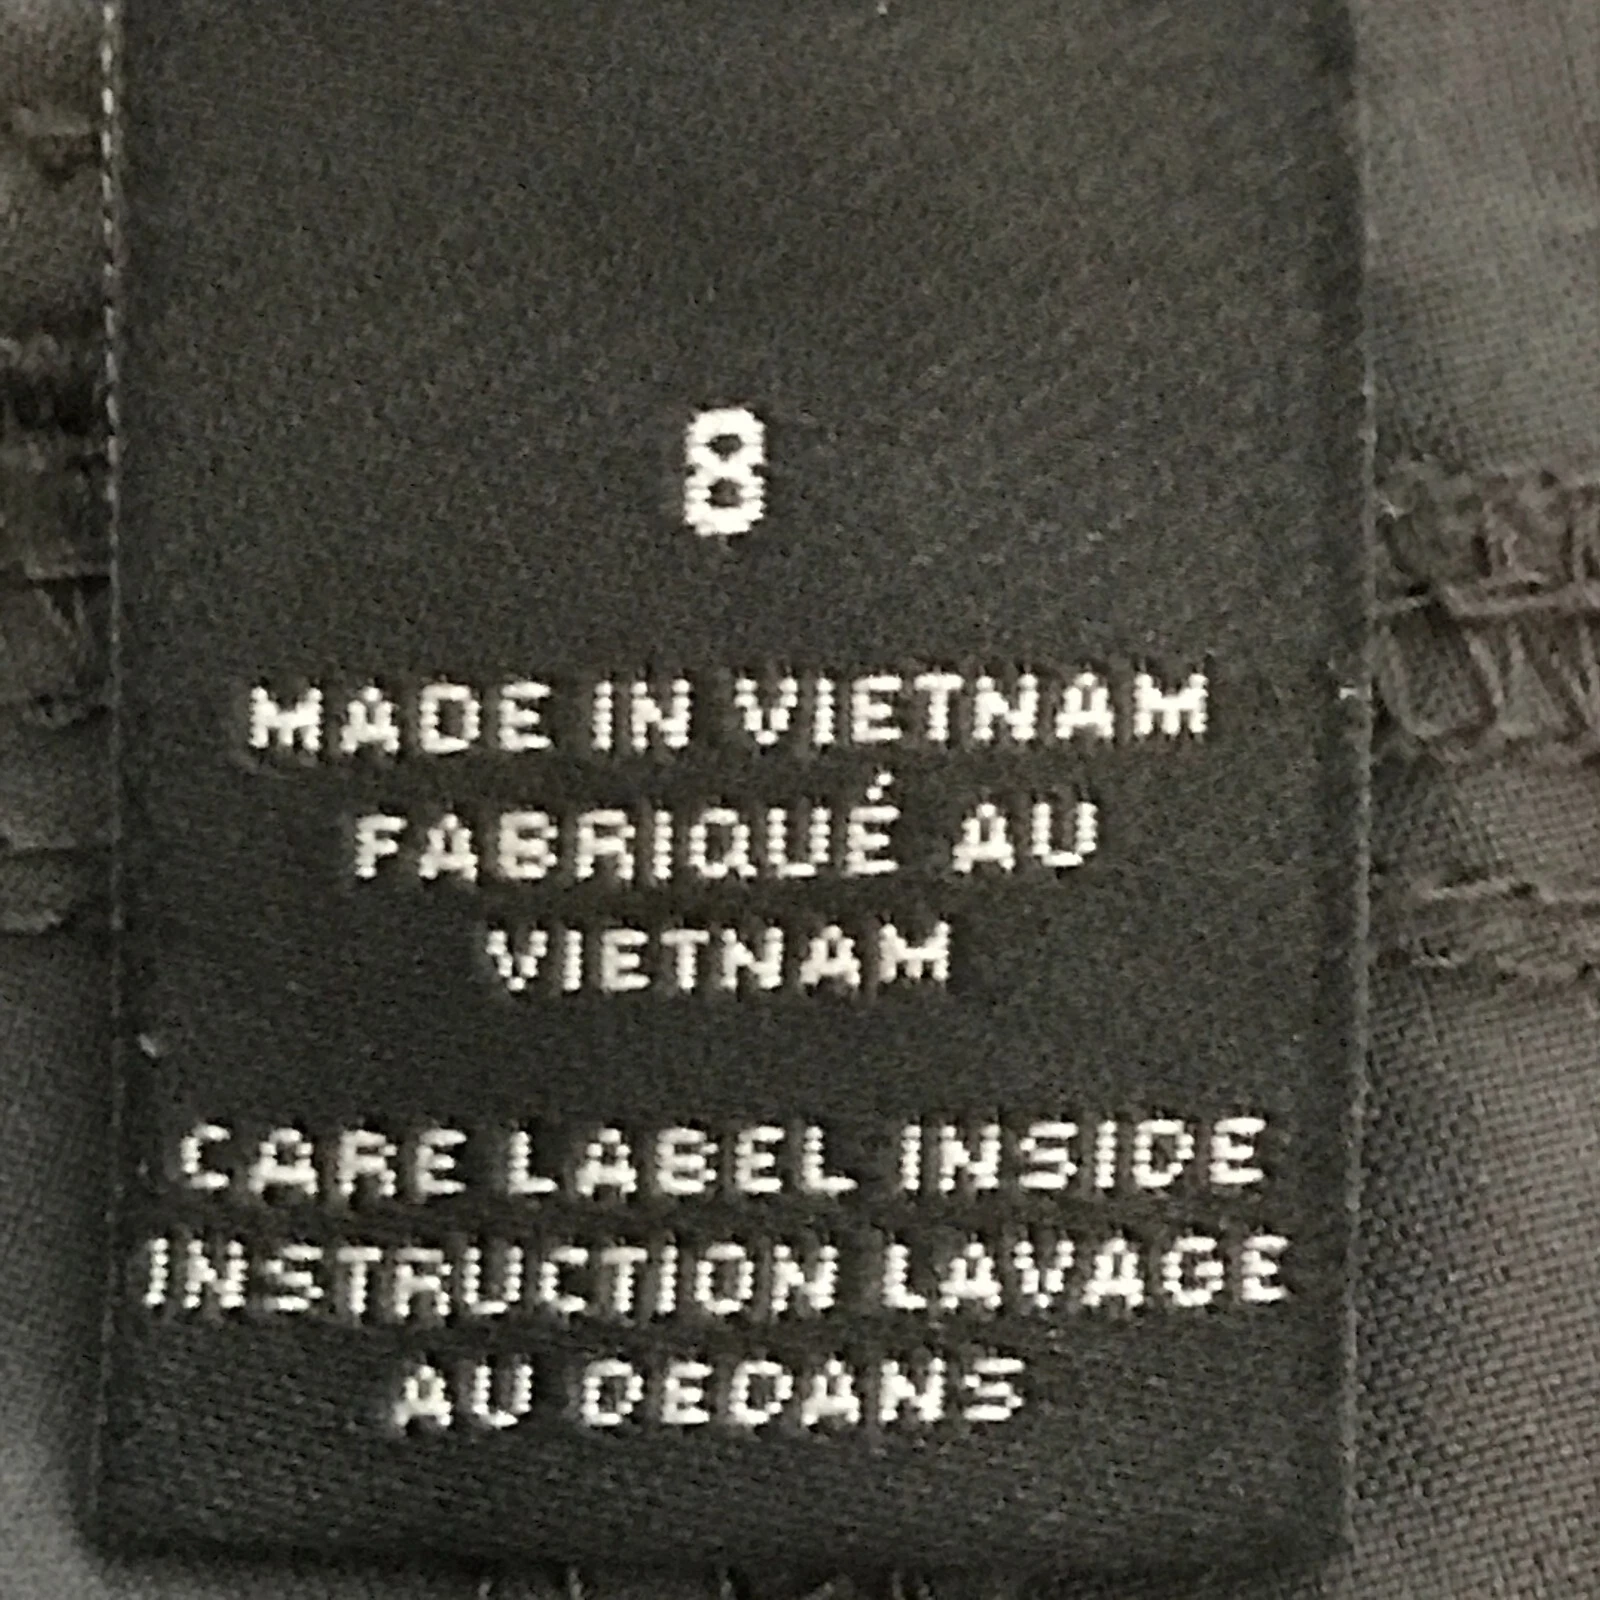 8
MADE IN VIETNAM
FABRIQUÉ AU
VIETNAM
CARE LABEL INSIDE
INSTRUCTION LAVAGE
AU DEDANS